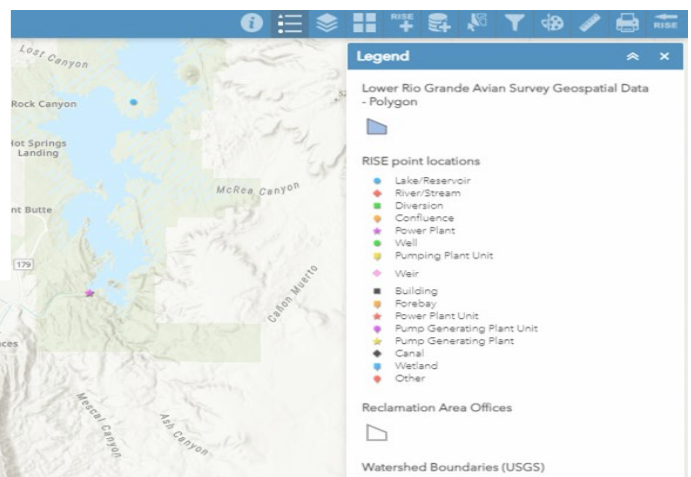 RISE
RISE
Legend
Lost Canyon
Lower Rio Grande Avian Survey Geospatial Data
- Polygon
Rock Canyon
Hot Springs
Landing
RISE point locations
Lake/Reservoir
River/Stream
Diversion
Confluence
Power Plant
Well
Pumping Plant Unit
Weir
Building
Forebay
Power Plant Unit
Pump Generating Plant Unit
Pump Generating Plant
Canal
Wetland
Other
McRea Canyon
nt Butte
179
Cañon Muerto
ces
Mescal Canyon
Ash Canyon
Reclamation Area Offices
Watershed Boundaries (USGS)